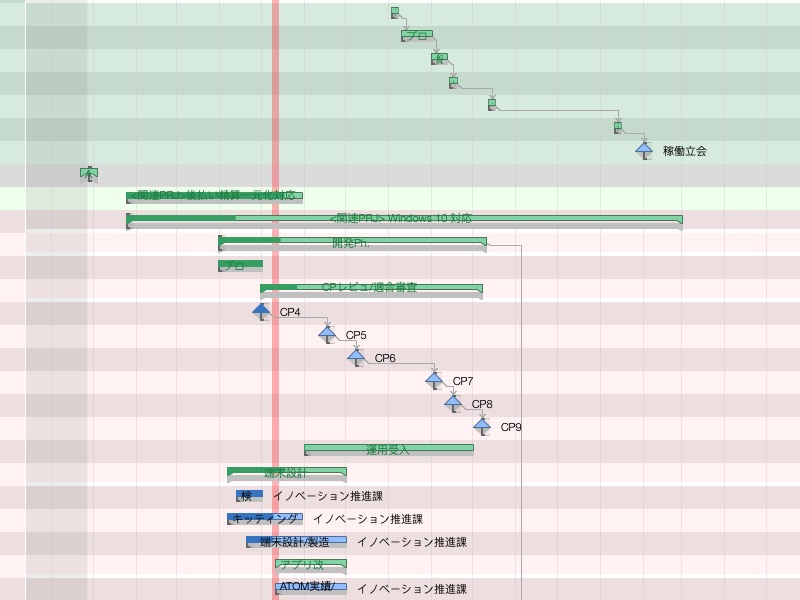 プロ
稼働立会
<関連PRJ>後払い精算一元化対応
<関連PRJ> Windows 10 対応
開発Ph.
プロ
CPレビュ/適合審査
CP4
CP5
CP6
CP7
CP8
CP9
運用受入
端末設計
検 イノベーション推進課
キッティング イノベーション推進課
端末設計/製造 イノベーション推進課
アプリ改
ATOM実績/ イノベーション推進課